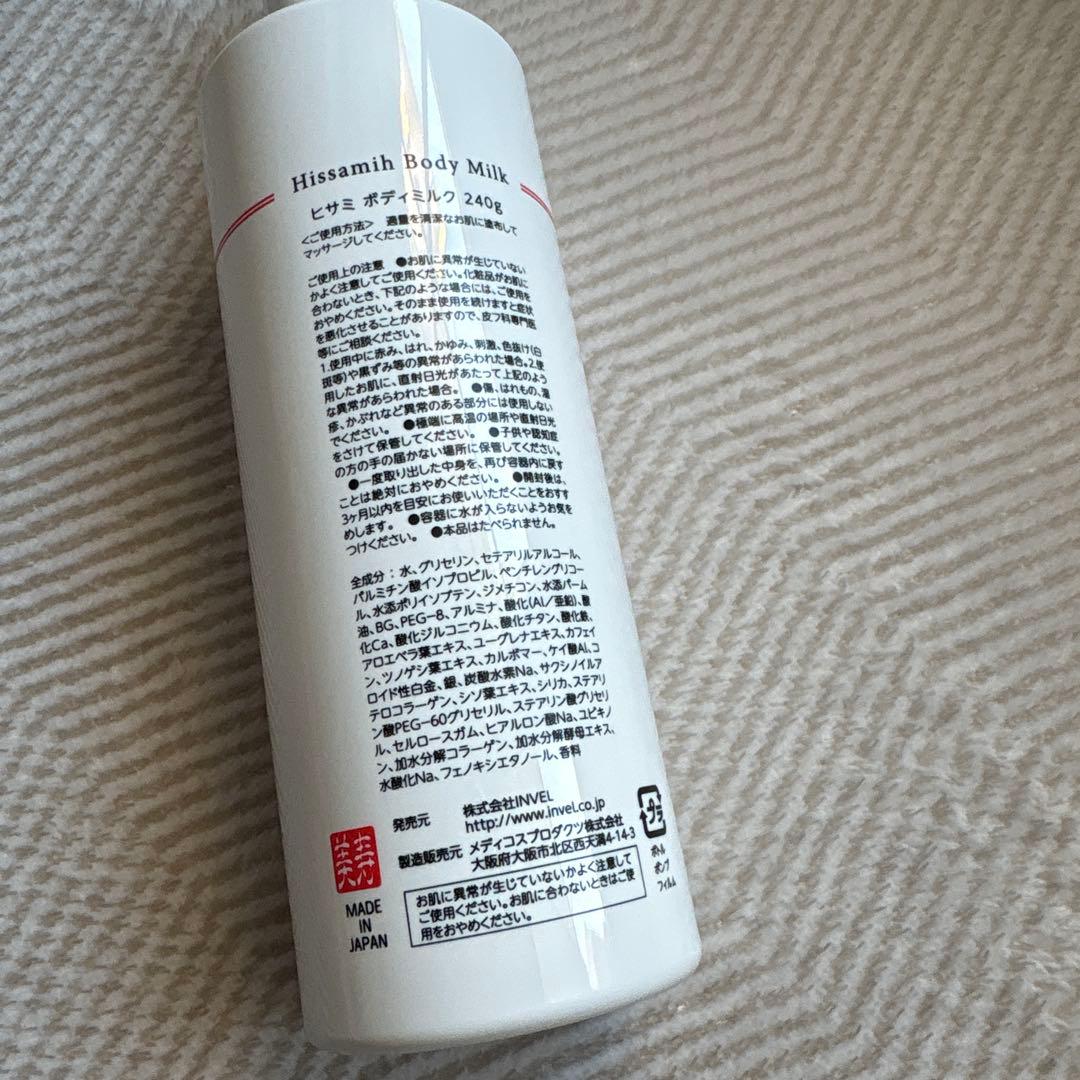 Hissamih Body Milk
ヒサミ ボディミルク 240g
<ご使用方法> 適量を清潔なお肌に塗布して
マッサージしてください。
ご使用上の注意 ●お肌に異常が生じていない
かよく注意してご使用ください。化粧品がお肌に
合わないとき、下記のような場合には、ご使用を
おやめください。そのまま使用を続けますと症状
を悪化させることがありますので、皮フ科専門医
等にご相談ください。
1.使用中に赤み、はれ、かゆみ、刺激、色抜け(白
斑等)や黒ずみ等の異常があらわれた場合。2.使
用したお肌に、直射日光があたって上記のよう
な異常があらわれた場合。 ●傷、はれもの、湿
疹、かぶれなど異常のある部分には使用しない
でください。 ●極端に高温の場所や直射日光
をさけて保管してください。 ●子供や認知症
の方の手の届かない場所に保管してください。
●一度取り出した中身を、再び容器内に戻す
ことは絶対におやめください。 ●開封後は、
3ヶ月以内を目安にお使いいただくことをおすす
めします。 ●容器に水が入らないようお気を
つけください。 ●本品はたべられません。
全成分:水、グリセリン、セテアリルアルコール、
パルミチン酸イソプロピル、ペンチレングリコー
ル、水添ポリイソブテン、ジメチコン、水添パーム
油、BG、PEG-8、アルミナ、酸化(Al/亜鉛)、酸
化Ca、酸化ジルコニウム、酸化チタン、酸化鉄、
アロエベラ葉エキス、ユーグレナエキス、カフェイ
ン、ツノゲシ葉エキス、カルボマー、ケイ酸Al、コ
ロイド性白金、銀、炭酸水素Na、サクシノイルア
テロコラーゲン、シソ葉エキス、シリカ、ステアリ
ン酸PEG-60グリセリル、ステアリン酸グリセリ
ル、セルロースガム、ヒアルロン酸Na、ユビキノ
ン、加水分解コラーゲン、加水分解酵母エキス、
水酸化Na、フェノキシエタノール、香料
発売元 株式会社INVEL
http://www.invel.co.jp
製造販売元 メディコスプロダクツ株式会社
大阪府大阪市北区西天満4-14-3
お肌に異常が生じていないかよく注意して
ご使用ください。お肌に合わないときはご使
用をおやめください。
MADE
IN
JAPAN
プラ
ボトル
ポンプ
フィルム